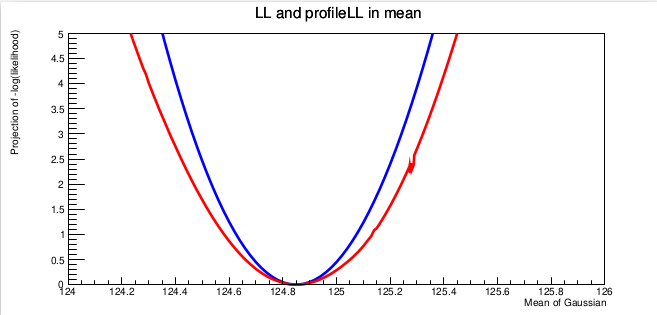 LL and profileLL in mean
Projection of -log(likelihood)
5
4.5
4
3.5
3
2.5
2
1.5
1
0.5
0
124 124.2 124.4 124.6 124.8 125 125.2 125.4 125.6 125.8 126
Mean of Gaussian